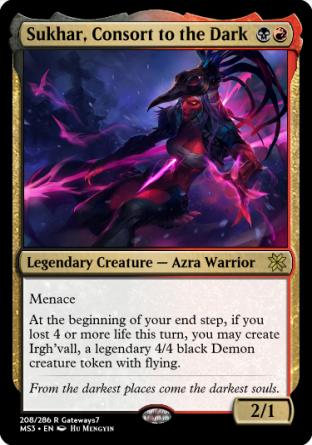 Sukhar, Consort to the Dark
Legendary Creature — Azra Warrior
Menace
At the beginning of your end step, if you
lost 4 or more life this turn, you may create
Irgh'vall, a legendary 4/4 black Demon
creature token with flying.
From the darkest places come the darkest souls.
208/286 R Gateways7
MS3 • EN Hu Mengyin
2/1